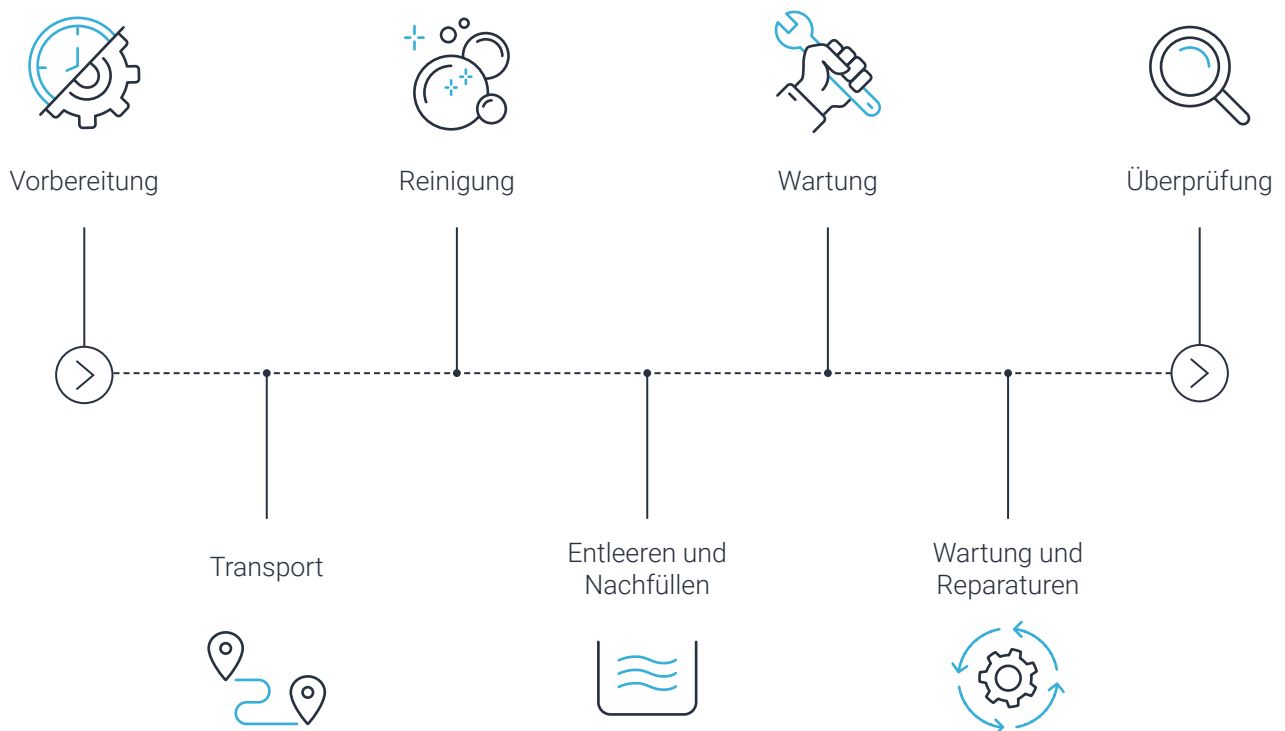 Vorbereitung
Reinigung
Wartung
Überprüfung
Transport
Entleeren und
Nachfüllen
Wartung und
Reparaturen